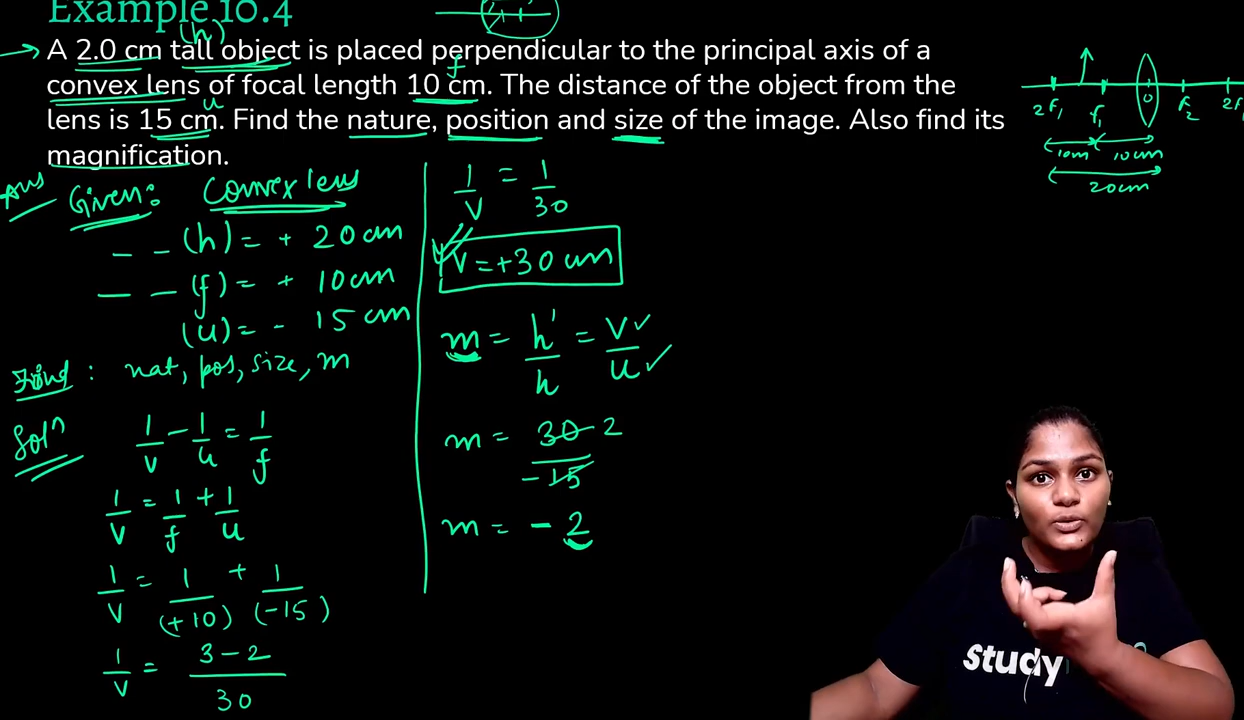 Example 10.4
(h)
A 2.0 cm tall object is placed perpendicular to the principal axis of a
f
convex lens of focal length 10 cm. The distance of the object from the
u
lens is 15 cm. Find the nature, position and size of the image. Also find its
magnification.
2F₁ F₁ O F₂ 2F
10cm 10cm
20cm
Ans Given: Convex lens
— — (h) = + 20 cm
— — (f) = + 10cm
(u) = - 15 cm
Find : nat, pos, size, m
Solⁿ 1/v - 1/u = 1/f
1/v = 1/f + 1/u
1/v = 1/(+10) + 1/(-15)
1/v = 3-2/30
1/v = 1/30
v = +30 cm
m = h'/h = v/u
m = 30/-15 2
m = - 2
study